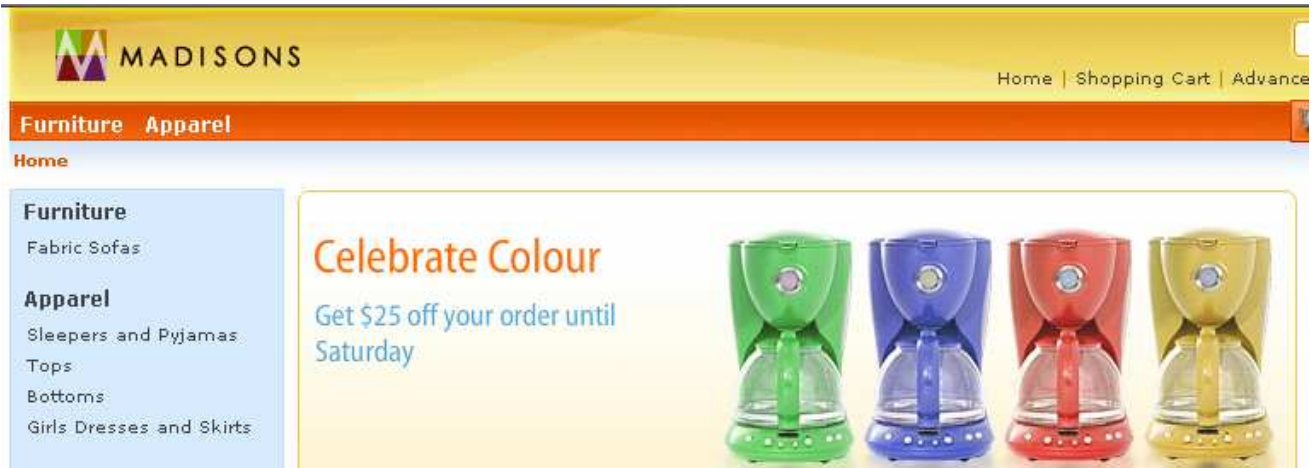 MADISONS
Home | Shopping Cart | Advance
Furniture Apparel
Home
Furniture
Fabric Sofas
Apparel
Sleepers and Pyjamas
Tops
Bottoms
Girls Dresses and Skirts
Celebrate Colour
Get $25 off your order until
Saturday